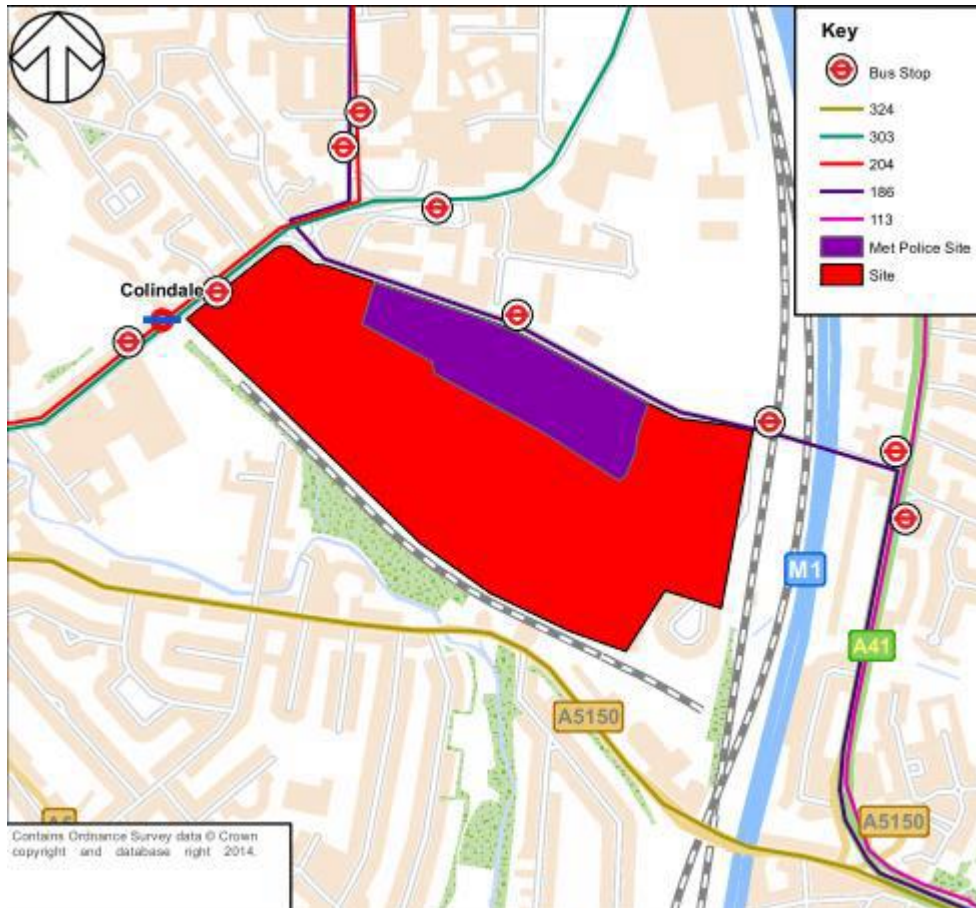 Key
Bus Stop
324
303
204
186
113
Met Police Site
Site
Colindale
M1
A41
A5150
A5150
Contains Ordnance Survey data © Crown
copyright and database right 2014.